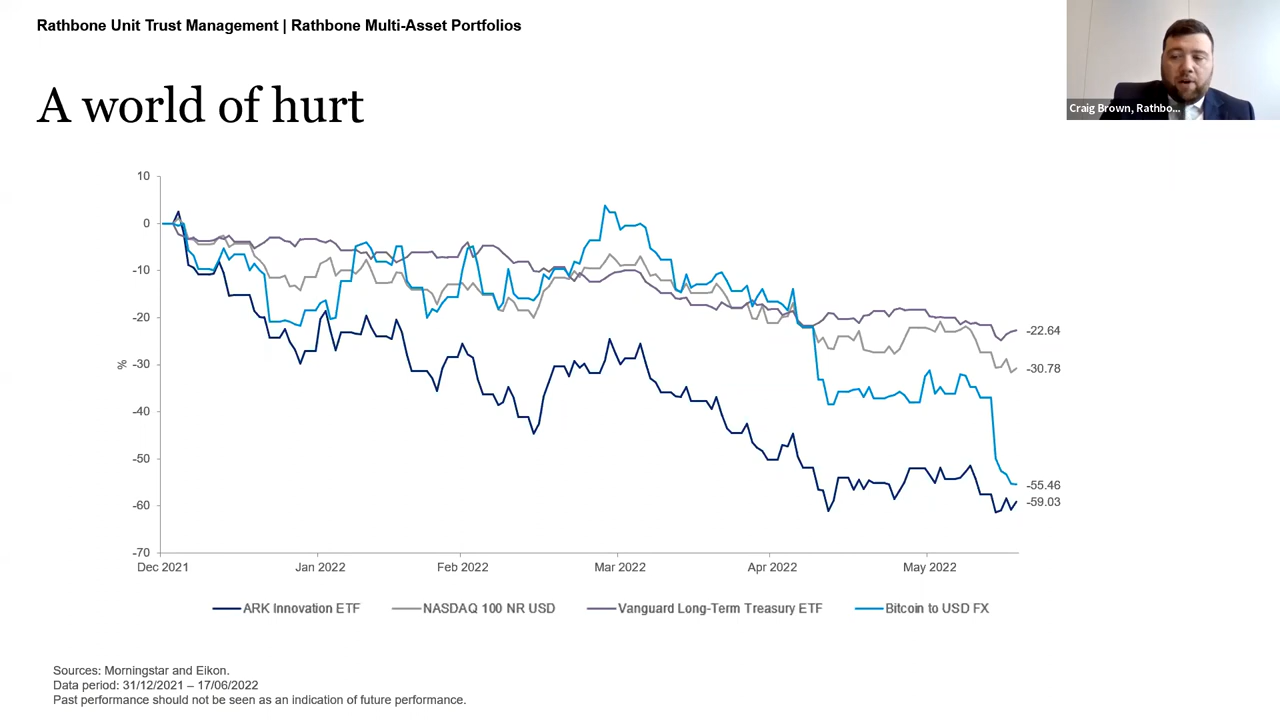 Rathbone Unit Trust Management | Rathbone Multi-Asset Portfolios
A world of hurt
Craig Brown, Rathbo...
10
0
-10
-20
-30
-40
-50
-60
-70
%
-22.64
-30.78
-55.46
-59.03
Dec 2021 Jan 2022 Feb 2022 Mar 2022 Apr 2022 May 2022
ARK Innovation ETF NASDAQ 100 NR USD Vanguard Long-Term Treasury ETF Bitcoin to USD FX
Sources: Morningstar and Eikon.
Data period: 31/12/2021 – 17/06/2022
Past performance should not be seen as an indication of future performance.